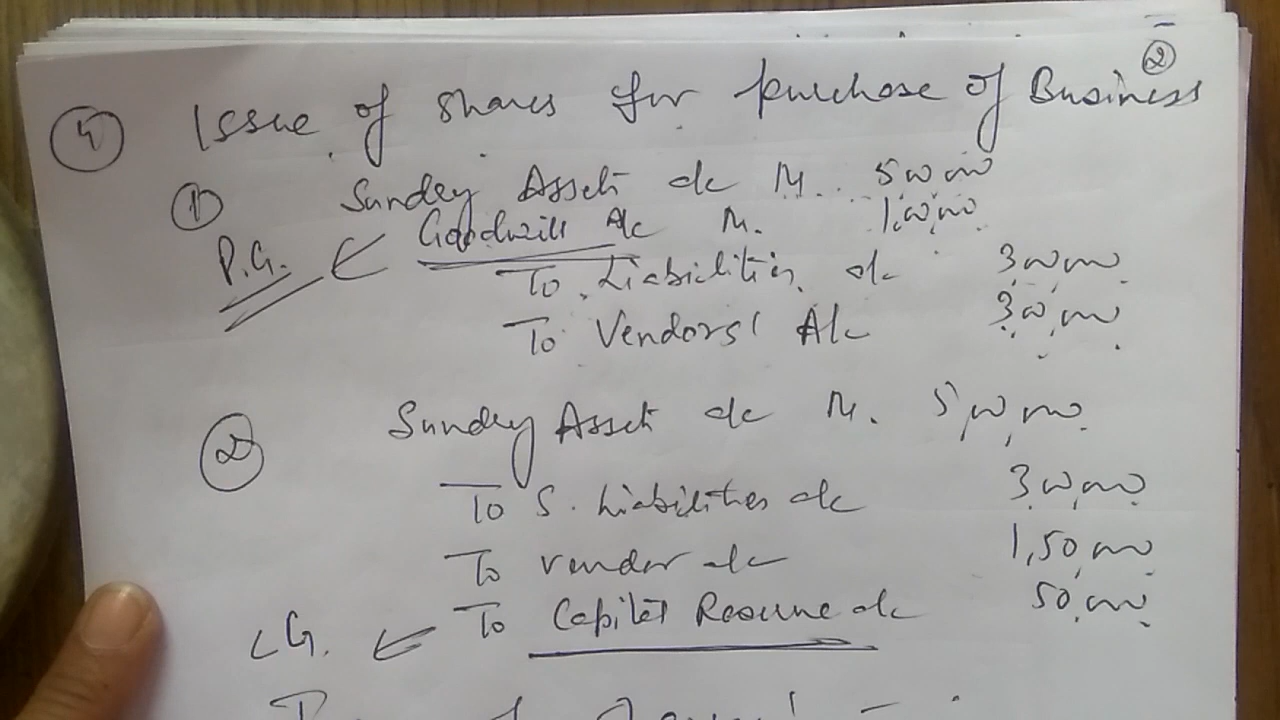 ②
④ Issue of shares for purchase of Business
① Sundry Assets a/c Dr. 5,00,000
P.G. ← Goodwill A/c Dr. 1,00,000
To Liabilities a/c 3,00,000
To Vendors' A/c 3,00,000
② Sundry Assets a/c Dr. 5,00,000
To S. Liabilities a/c 3,00,000
To vendor a/c 1,50,000
C.G. ← To Capital Reserve a/c 50,000